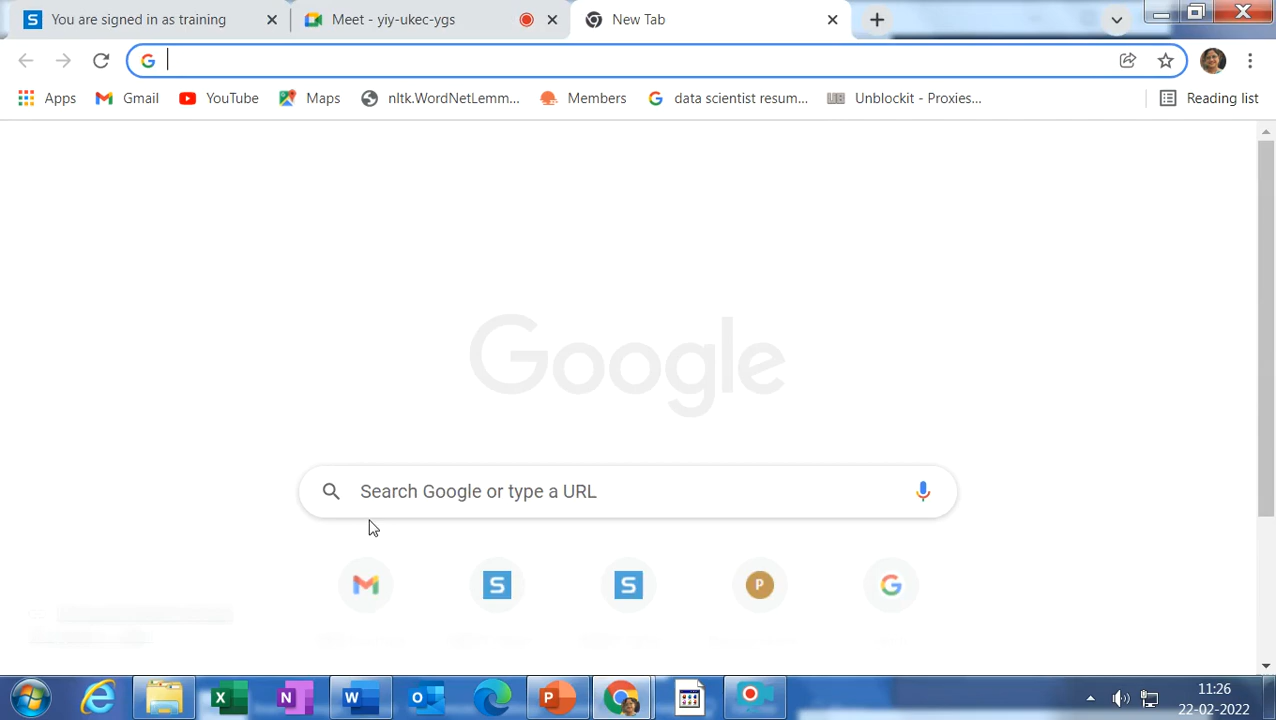 You are signed in as training
Meet - yiy-ukec-ygs
New Tab
Apps
Gmail
YouTube
Maps
nltk.WordNetLemm...
Members
data scientist resum...
Unblockit - Proxies...
Reading list
Google
Search Google or type a URL
P
11:26
22-02-2022